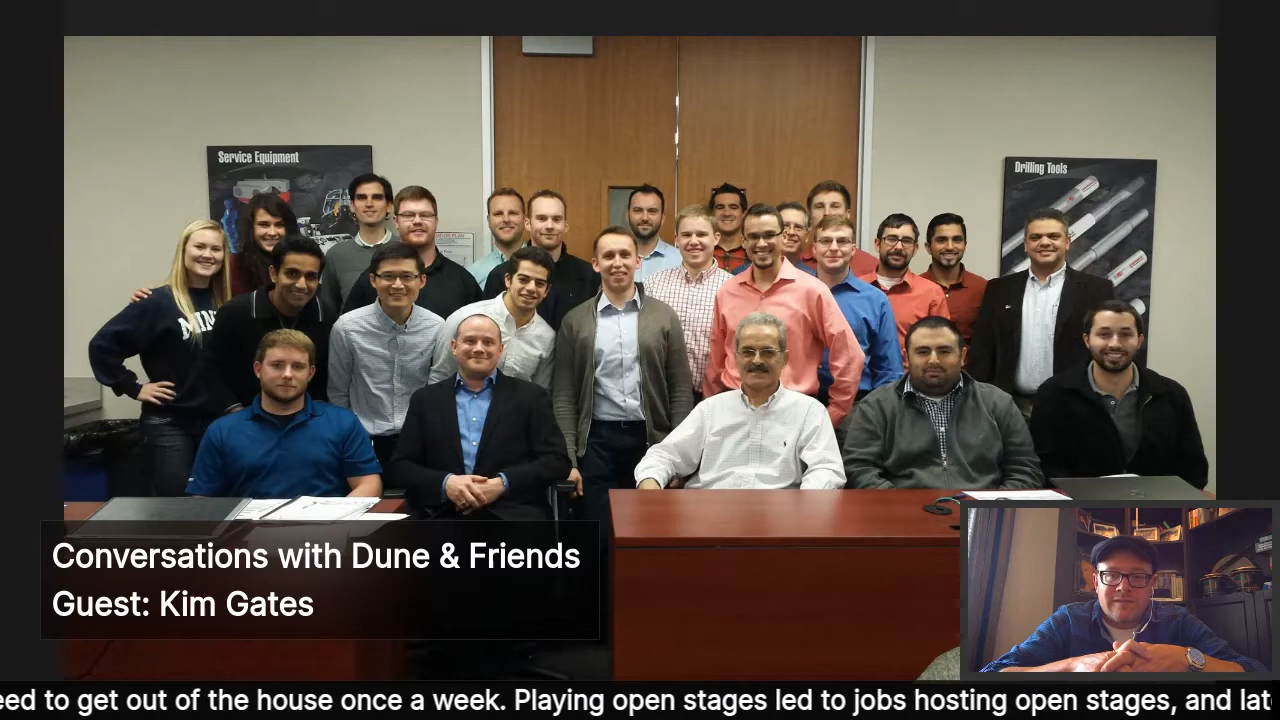 Service Equipment
Drilling Tools
MIN
Conversations with Dune & Friends
Guest: Kim Gates
eed to get out of the house once a week. Playing open stages led to jobs hosting open stages, and lat